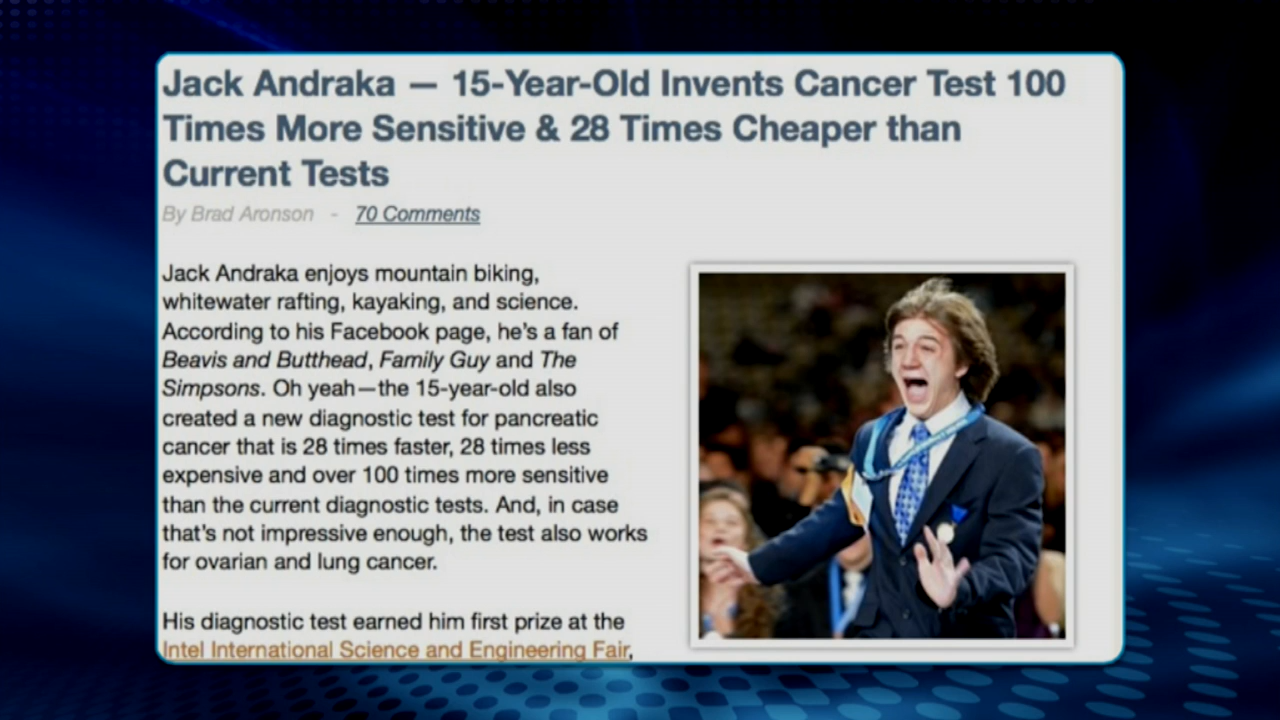 Jack Andraka — 15-Year-Old Invents Cancer Test 100
Times More Sensitive & 28 Times Cheaper than
Current Tests
By Brad Aronson - 70 Comments
Jack Andraka enjoys mountain biking,
whitewater rafting, kayaking, and science.
According to his Facebook page, he's a fan of
Beavis and Butthead, Family Guy and The
Simpsons. Oh yeah—the 15-year-old also
created a new diagnostic test for pancreatic
cancer that is 28 times faster, 28 times less
expensive and over 100 times more sensitive
than the current diagnostic tests. And, in case
that's not impressive enough, the test also works
for ovarian and lung cancer.
His diagnostic test earned him first prize at the
Intel International Science and Engineering Fair,